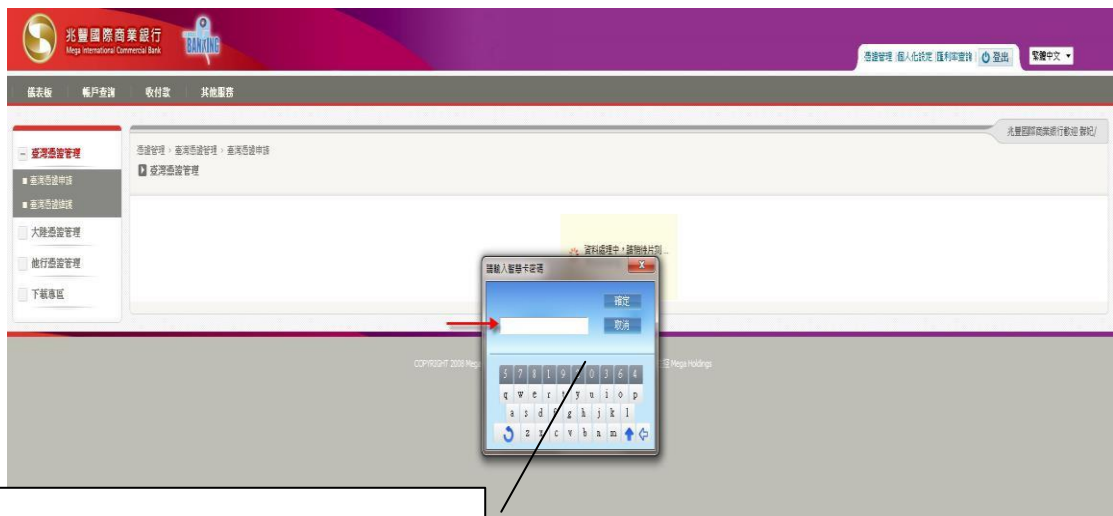 兆豐國際商業銀行
Mega International Commercial Bank
BANKING
憑證管理 |個人化設定 |匯利率查詢 | 登出
繁體中文
儀表板 帳戶查詢 收付款 其他服務
兆豐國際商業銀行歡迎
臺灣憑證管理
臺灣憑證申請
臺灣憑證維護
大陸憑證管理
他行憑證管理
下載專區
憑證管理 > 臺灣憑證管理 > 臺灣憑證申請
臺灣憑證管理
資料處理中，請稍待片刻 ...
請輸入智慧卡密碼
X
確定
取消
COPYRIGHT 2008 Mega
Mega Holdings
5 7 8 1 9 0 3 6 4
q w e r t y u i o p
a s d f g h j k l
z x c v b n m